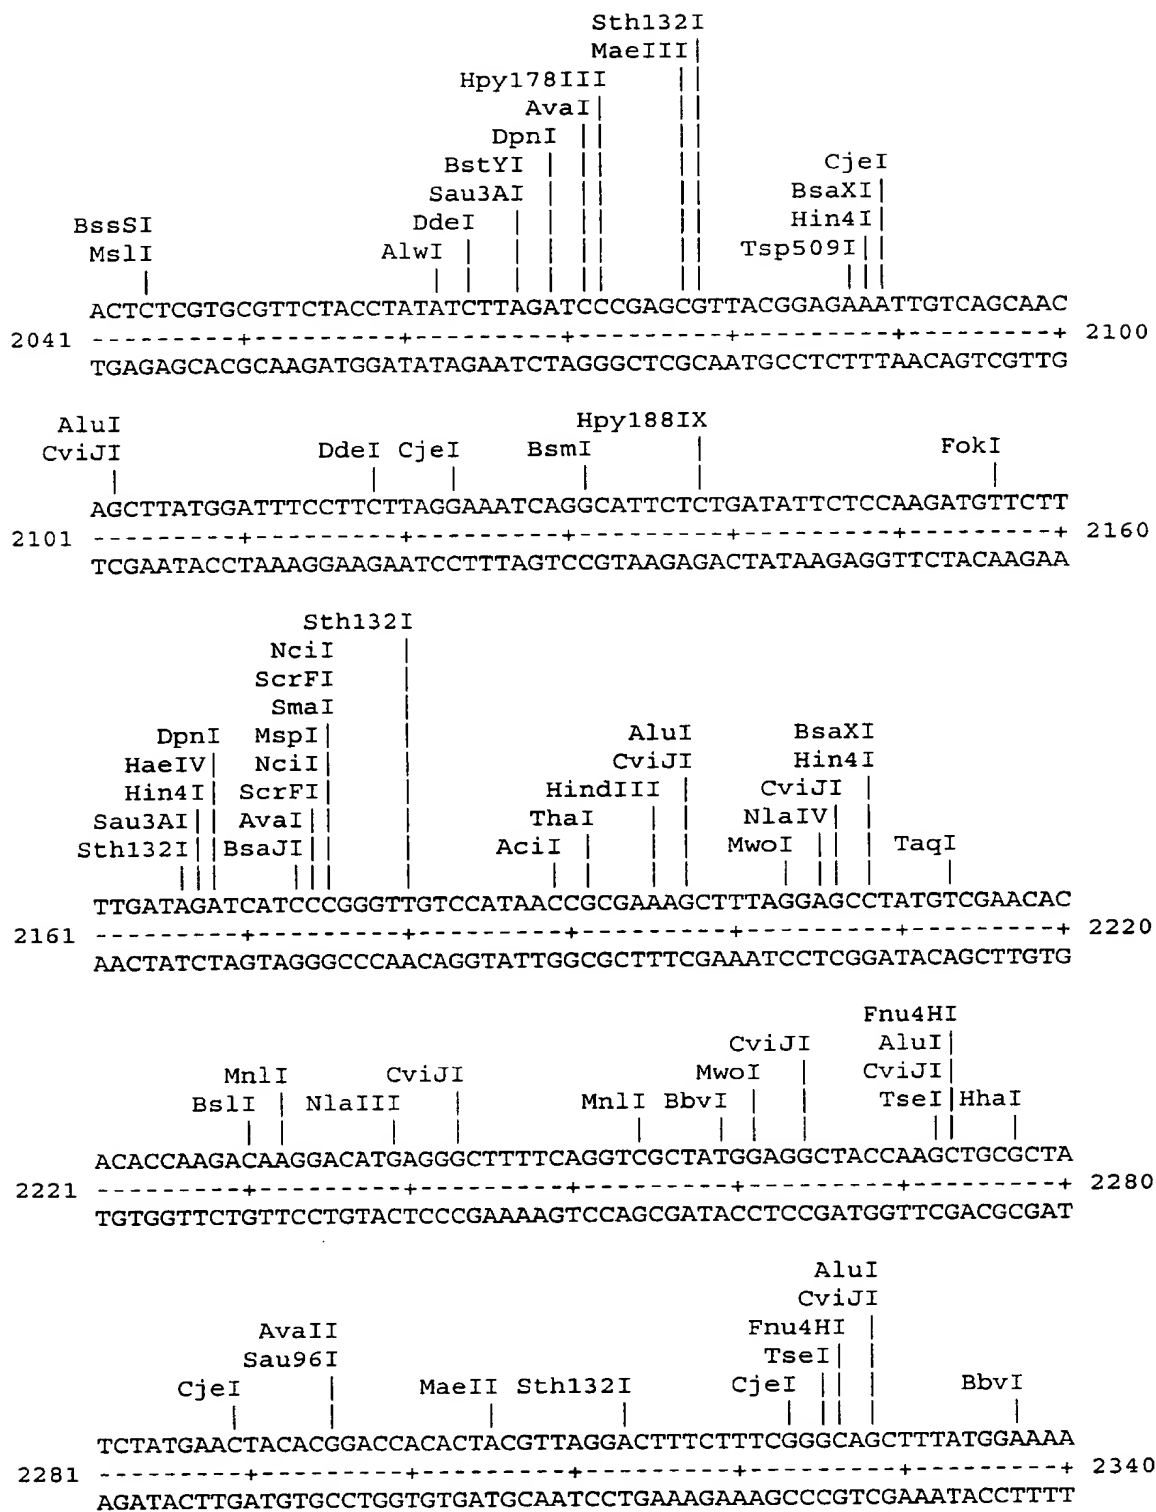 Sth132I
MaeIII|
Hpy178III ||
AvaI| ||
DpnI || ||
BstYI | || || CjeI
Sau3AI | || || BsaXI|
BssSI DdeI | | || || Hin4I|
MslI AlwI | | | || || Tsp509I||
| | | | | || || |||
ACTCTCGTGCGTTCTACCTATATCTTAGATCCCGAGCGTTACGGAGAAATTGTCAGCAAC
2041 ---------+---------+---------+---------+---------+---------+ 2100
TGAGAGCACGCAAGATGGATATAGAATCTAGGGCTCGCAATGCCTCTTTAACAGTCGTTG
AluI Hpy188IX
CviJI DdeI CjeI BsmI | FokI
| | | | | |
AGCTTATGGATTTCCTTCTTAGGAAATCAGGCATTCTCTGATATTCTCCAAGATGTTCTT
2101 ---------+---------+---------+---------+---------+---------+ 2160
TCGAATACCTAAAGGAAGAATCCTTTAGTCCGTAAGAGACTATAAGAGGTTCTACAAGAA
Sth132I
NciI |
ScrFI |
SmaI |
DpnI MspI| | AluI BsaXI
HaeIV| NciI| | CviJI Hin4I
Hin4I| ScrFI| | HindIII | CviJI |
Sau3AI|| AvaI|| | ThaI | | NlaIV| |
Sth132I|| BsaJI|| | AciI | | | MwoI || | TaqI
||| ||| | | | | | | || | |
TTGATAGATCATCCCGGGTTGTCCATAACCGCGAAAGCTTTAGGAGCCTATGTCGAACAC
2161 ---------+---------+---------+---------+---------+---------+ 2220
AACTATCTAGTAGGGCCCAACAGGTATTGGCGCTTTCGAAATCCTCGGATACAGCTTGTG
Fnu4HI
CviJI AluI|
MnlI CviJI MwoI | CviJI|
BslI | NlaIII | MnlI BbvI | | TseI|HhaI
| | | | | | | | || |
ACACCAAGACAAGGACATGAGGGCTTTTCAGGTCGCTATGGAGGCTACCAAGCTGCGCTA
2221 ---------+---------+---------+---------+---------+---------+ 2280
TGTGGTTCTGTTCCTGTACTCCCGAAAAGTCCAGCGATACCTCCGATGGTTCGACGCGAT
AluI
CviJI
AvaII Fnu4HI |
Sau96I TseI| |
CjeI | MaeII Sth132I CjeI || | BbvI
| | | | | || | |
TCTATGAACTACACGGACCACACTACGTTAGGACTTTCTTTCGGGCAGCTTTATGGAAAA
2281 ---------+---------+---------+---------+---------+---------+ 2340
AGATACTTGATGTGCCTGGTGTGATGCAATCCTGAAAGAAAGCCCGTCGAAATACCTTTT